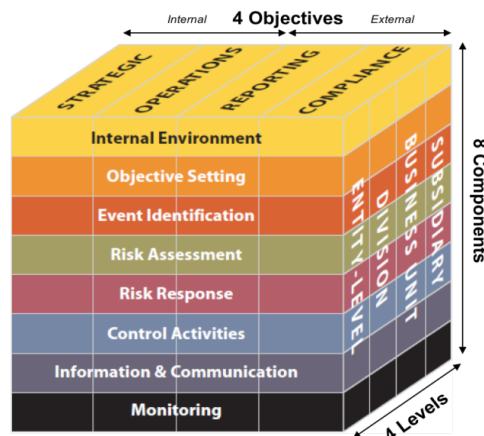 Internal 4 Objectives External
STRATEGIC
OPERATIONS
REPORTING
COMPLIANCE
Internal Environment
Objective Setting
Event Identification
Risk Assessment
Risk Response
Control Activities
Information & Communication
Monitoring
ENTITY-LEVEL
DIVISION
BUSINESS UNIT
SUBSIDIARY
8 Components
4 Levels